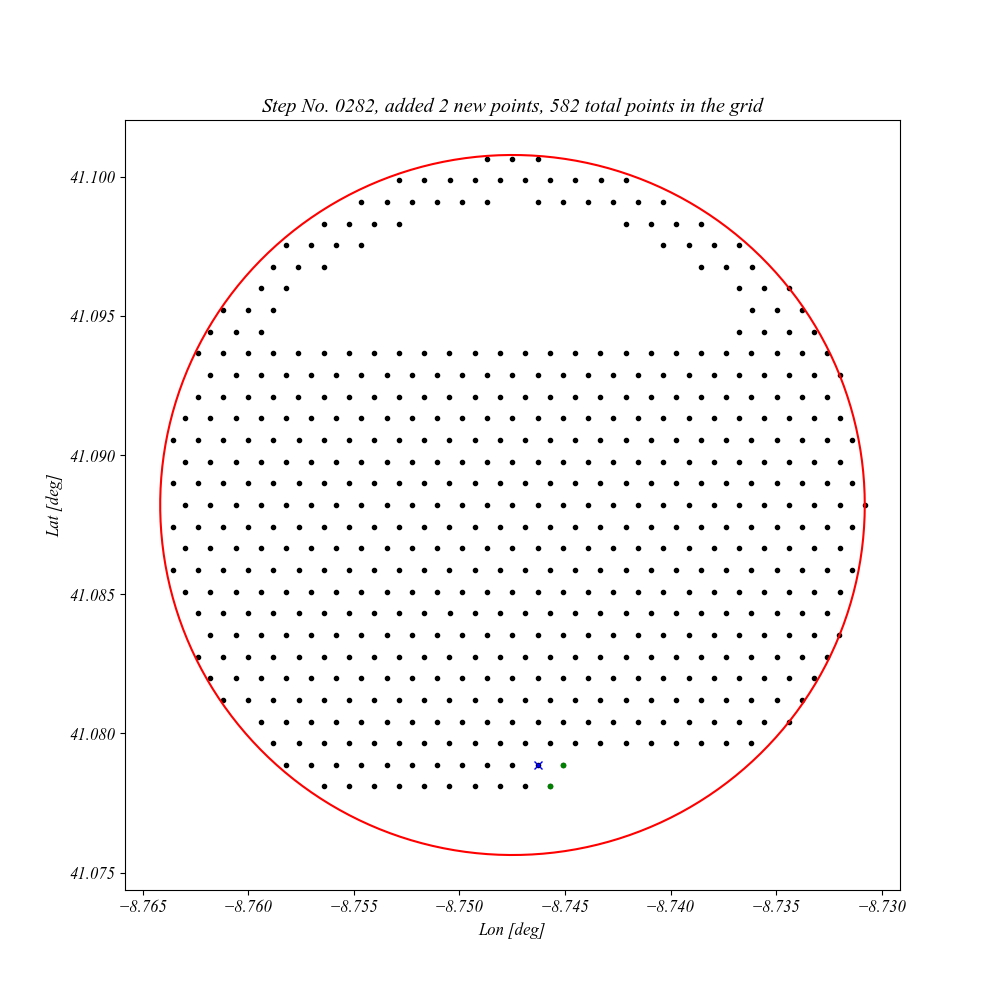 Step No. 0282, added 2 new points, 582 total points in the grid
41.100
41.095
41.090
41.085
41.080
41.075
Lat [deg]
−8.765 −8.760 −8.755 −8.750 −8.745 −8.740 −8.735 −8.730
Lon [deg]